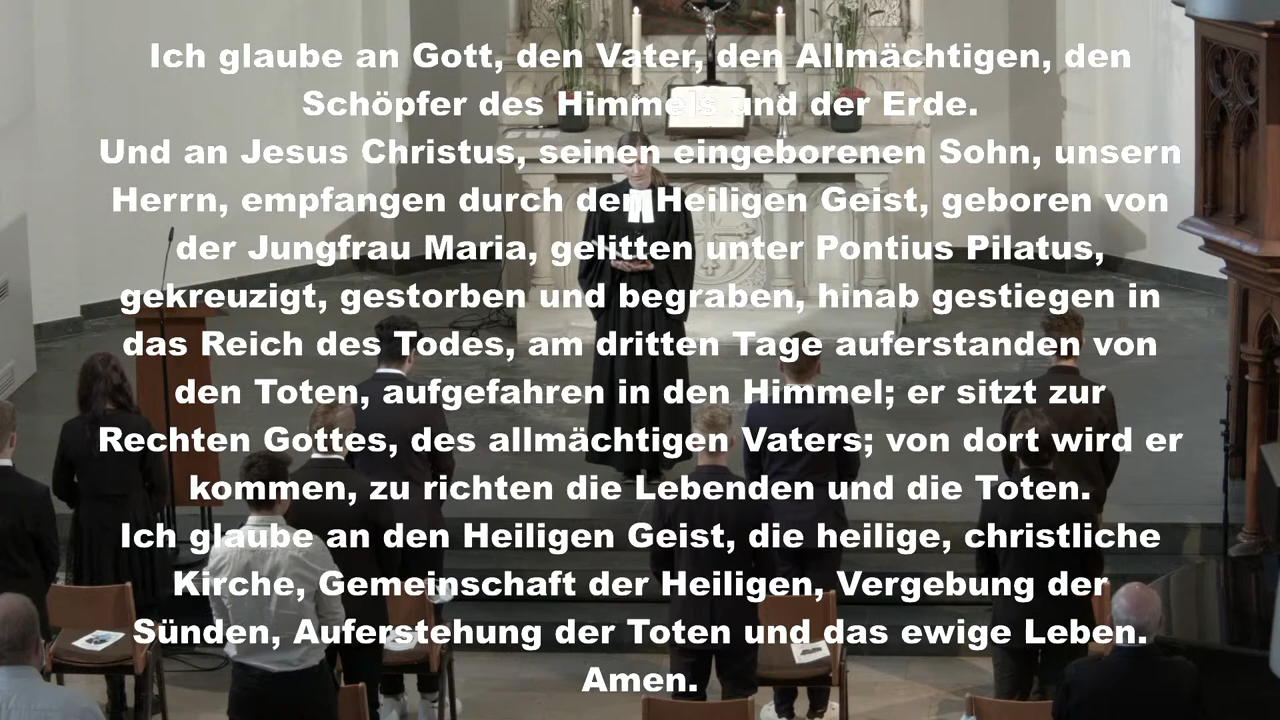 Ich glaube an Gott, den Vater, den Allmächtigen, den
Schöpfer des Himmels und der Erde.
Und an Jesus Christus, seinen eingeborenen Sohn, unsern
Herrn, empfangen durch den Heiligen Geist, geboren von
der Jungfrau Maria, gelitten unter Pontius Pilatus,
gekreuzigt, gestorben und begraben, hinab gestiegen in
das Reich des Todes, am dritten Tage auferstanden von
den Toten, aufgefahren in den Himmel; er sitzt zur
Rechten Gottes, des allmächtigen Vaters; von dort wird er
kommen, zu richten die Lebenden und die Toten.
Ich glaube an den Heiligen Geist, die heilige, christliche
Kirche, Gemeinschaft der Heiligen, Vergebung der
Sünden, Auferstehung der Toten und das ewige Leben.
Amen.